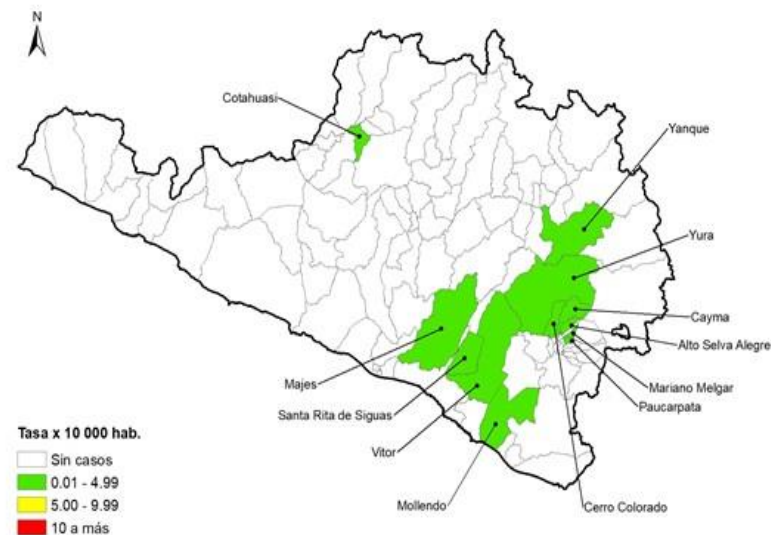 N
Cotahuasi
Yanque
Yura
Cayma
Alto Selva Alegre
Mariano Melgar
Paucarpata
Majes
Santa Rita de Siguas
Vitor
Mollendo
Cerro Colorado
Tasa x 10 000 hab.
Sin casos
0.01 - 4.99
5.00 - 9.99
10 a más